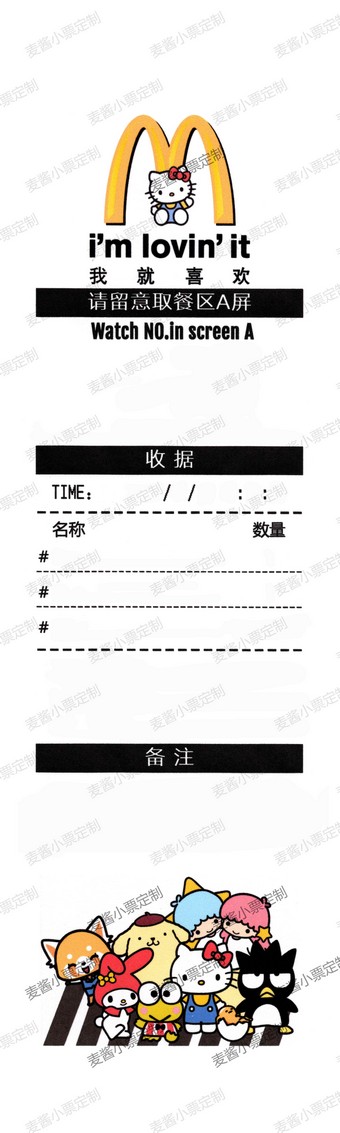 i'm lovin' it
我就喜欢
请留意取餐区A屏
Watch NO.in screen A
收据
TIME: / / : :
名称 数量
#
#
#
备注
麦酱小票定制